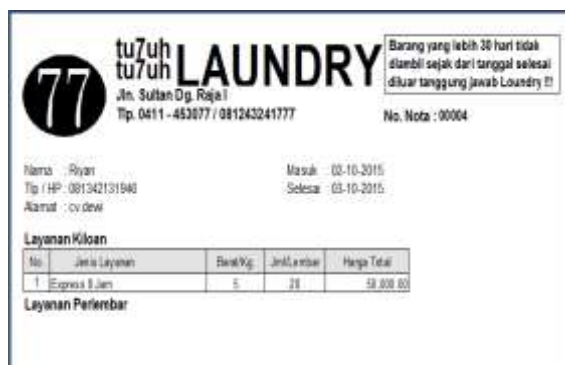 77
tu7uh
tu7uh
LAUNDRY
Jln. Sultan Dg. Raja I
Tlp. 0411 - 453077 / 081243241777
Barang yang lebih 30 hari tidak
diambil sejak dari tanggal selesai
diluar tanggung jawab Loundry !!!
No. Nota : 00004
Nama : Riyan
Tlp / HP : 081342131940
Alamat : cv.dewi
Masuk : 02-10-2015
Selesai : 03-10-2015
Layanan Kiloan
No Jenis Layanan Berat/Kg Jml/Lembar Harga Total
1 Express 8 Jam 5 20 50,000.00
Layanan Perlembar